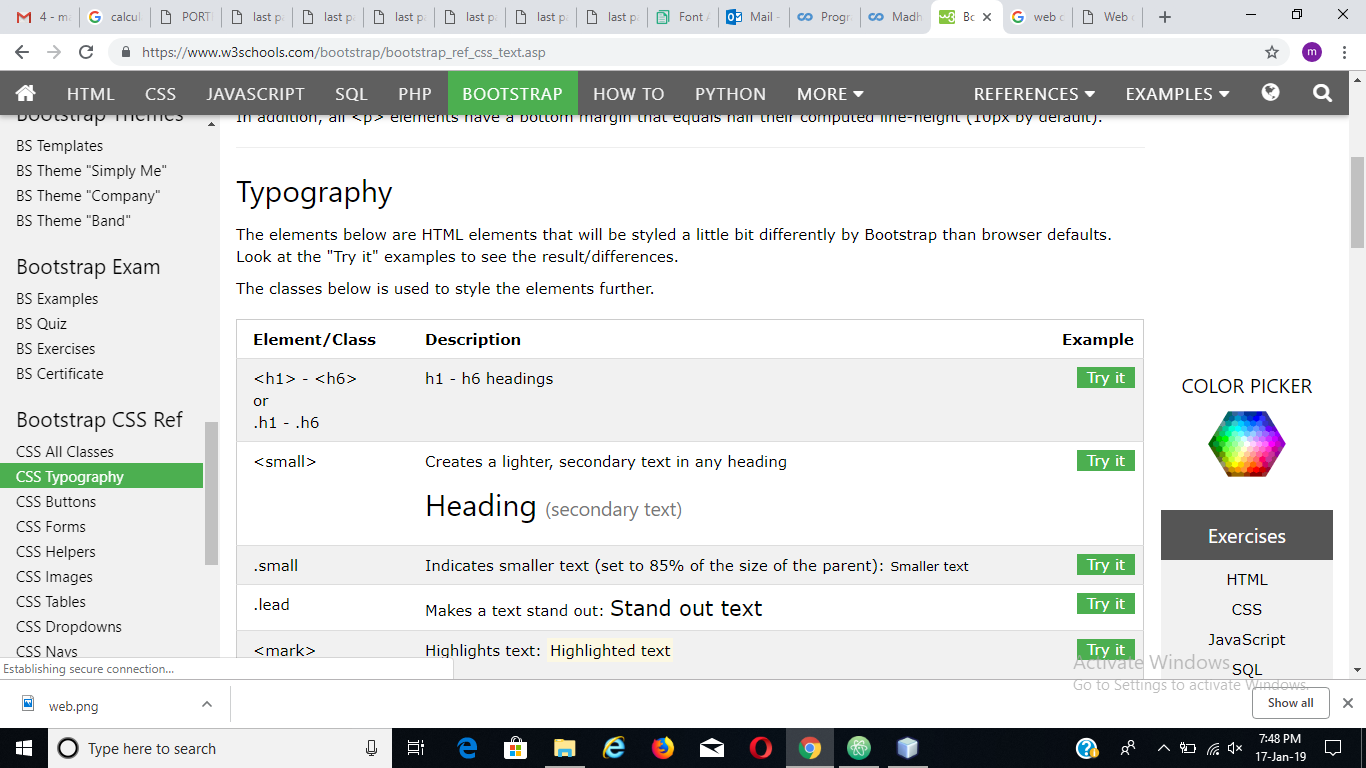 4 - m
calcul
PORT
last pa
last pa
last pa
last pa
last pa
last po
Font A
Mail -
Progra
Madh
Bo
web c
Web
https://www.w3schools.com/bootstrap/bootstrap_ref_css_text.asp
m
HTML CSS JAVASCRIPT SQL PHP BOOTSTRAP HOW TO PYTHON MORE REFERENCES EXAMPLES
Bootstrap Themes
BS Templates
BS Theme "Simply Me"
BS Theme "Company"
BS Theme "Band"
Bootstrap Exam
BS Examples
BS Quiz
BS Exercises
BS Certificate
Bootstrap CSS Ref
CSS All Classes
CSS Typography
CSS Buttons
CSS Forms
CSS Helpers
CSS Images
CSS Tables
CSS Dropdowns
CSS Navs
In addition, all <p> elements have a bottom margin that equals half their computed line-height (10px by default).
Typography
The elements below are HTML elements that will be styled a little bit differently by Bootstrap than browser defaults.
Look at the "Try it" examples to see the result/differences.
The classes below is used to style the elements further.
Element/Class Description Example
<h1> - <h6> h1 - h6 headings Try it
or
.h1 - .h6
<small> Creates a lighter, secondary text in any heading Try it
Heading (secondary text)
.small Indicates smaller text (set to 85% of the size of the parent): Smaller text Try it
.lead Makes a text stand out: Stand out text Try it
<mark> Highlights text: Highlighted text Try it
COLOR PICKER
Exercises
HTML
CSS
JavaScript
SQL
Activate Windows
Go to Settings to activate Windows.
Establishing secure connection...
web.png
Show all
Type here to search
7:48 PM
17-Jan-19